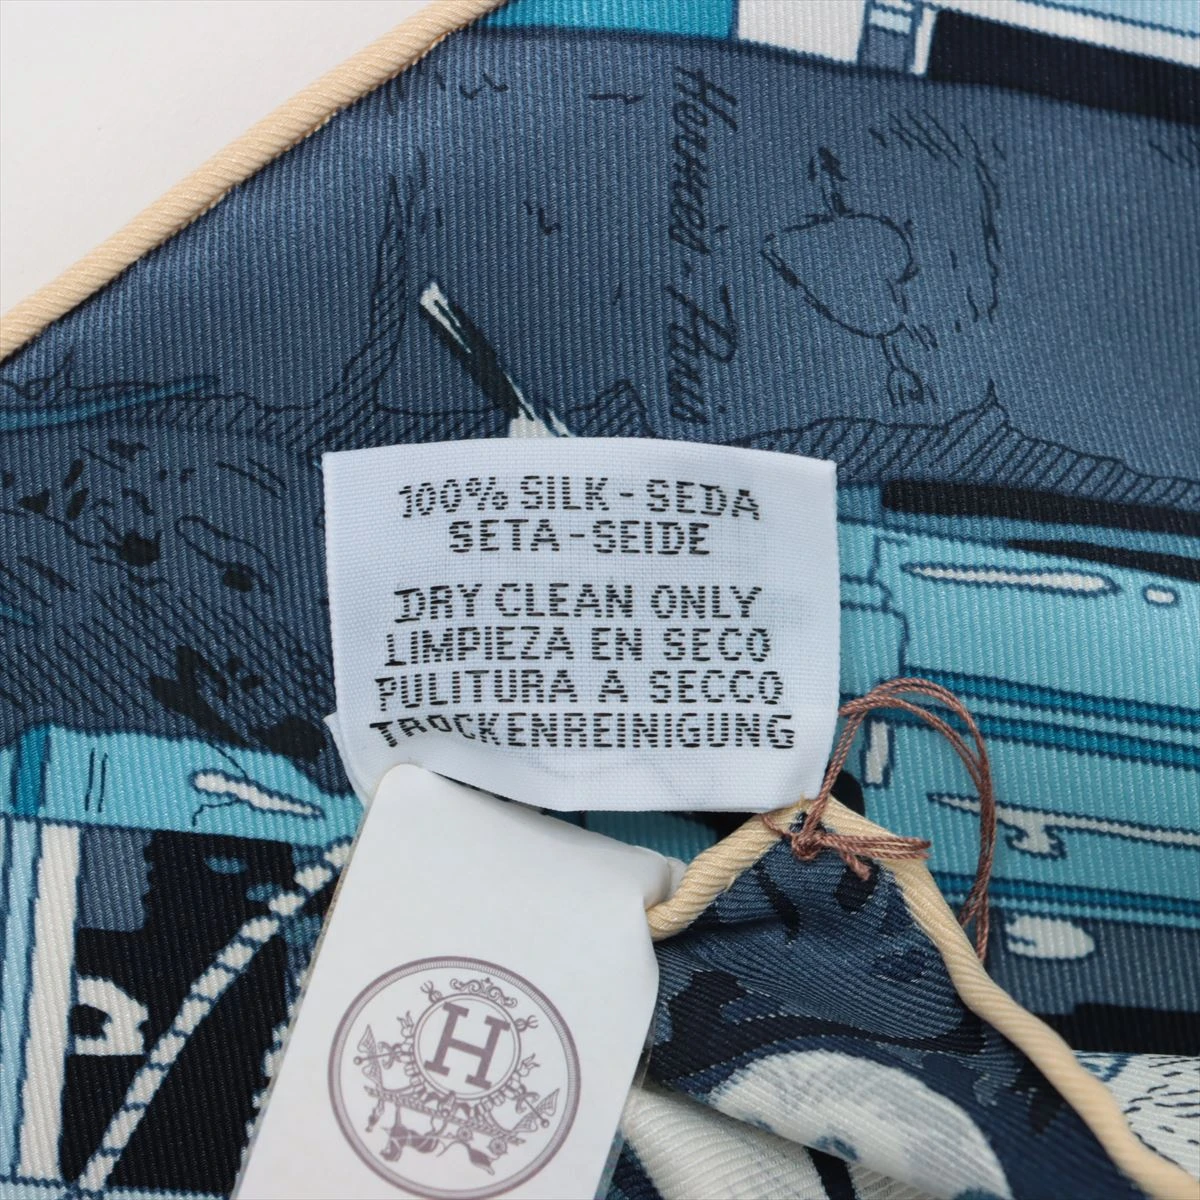 Hermès-Paris
100% SILK - SEDA
SETA - SEIDE
DRY CLEAN ONLY
LIMPIEZA EN SECO
PULITURA A SECCO
TROCKENREINIGUNG
H